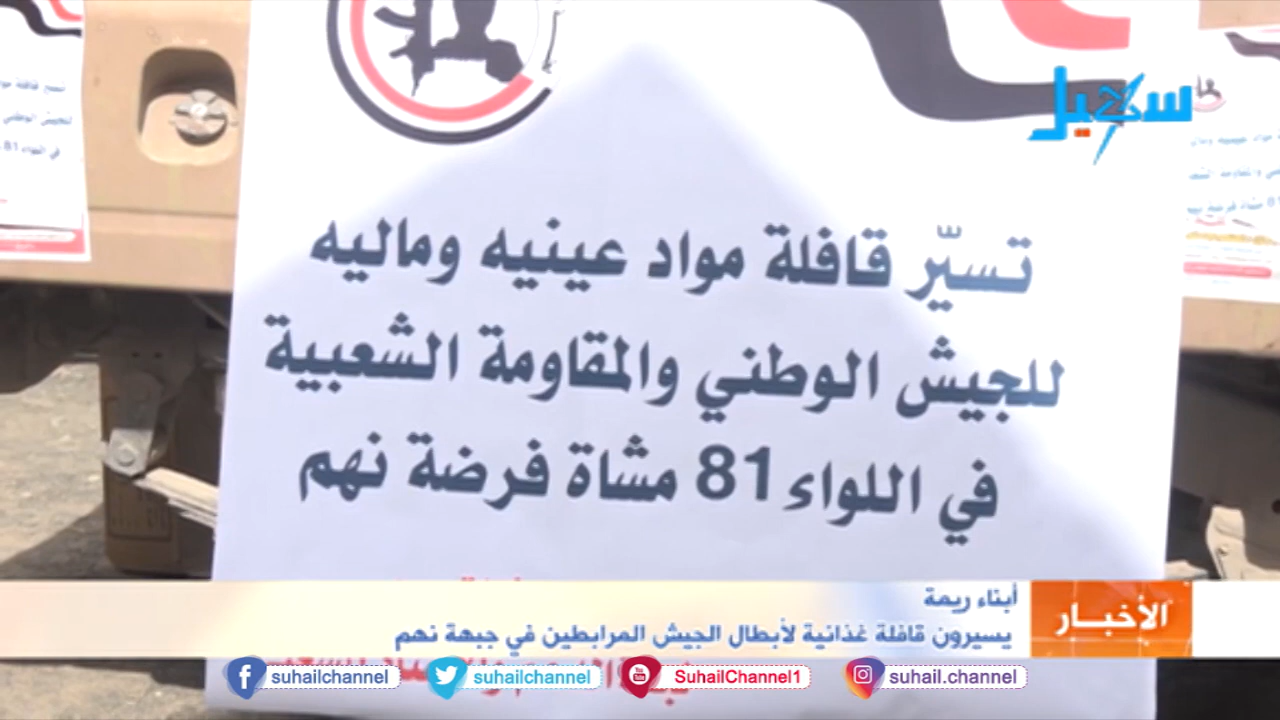 سهيل
تسيّر قافلة مواد عينيه وماليه
للجيش الوطني والمقاومة الشعبية
في اللواء 81 مشاة فرضة نهم
الأخبار
أبناء ريمة
يسيرون قافلة غذائية لأبطال الجيش المرابطين في جبهة نهم
suhailchannel
suhailchannel
SuhailChannel1
suhail.channel